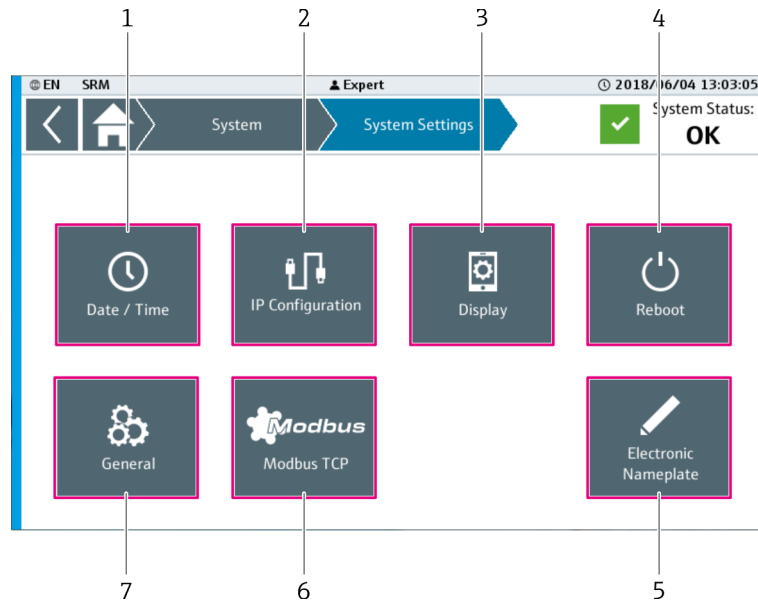 1 2 3 4
EN SRM Expert 2018/06/04 13:03:05
System System Settings System Status:
OK
Date / Time IP Configuration Display Reboot
Modbus
General Modbus TCP Electronic
Nameplate
7 6 5